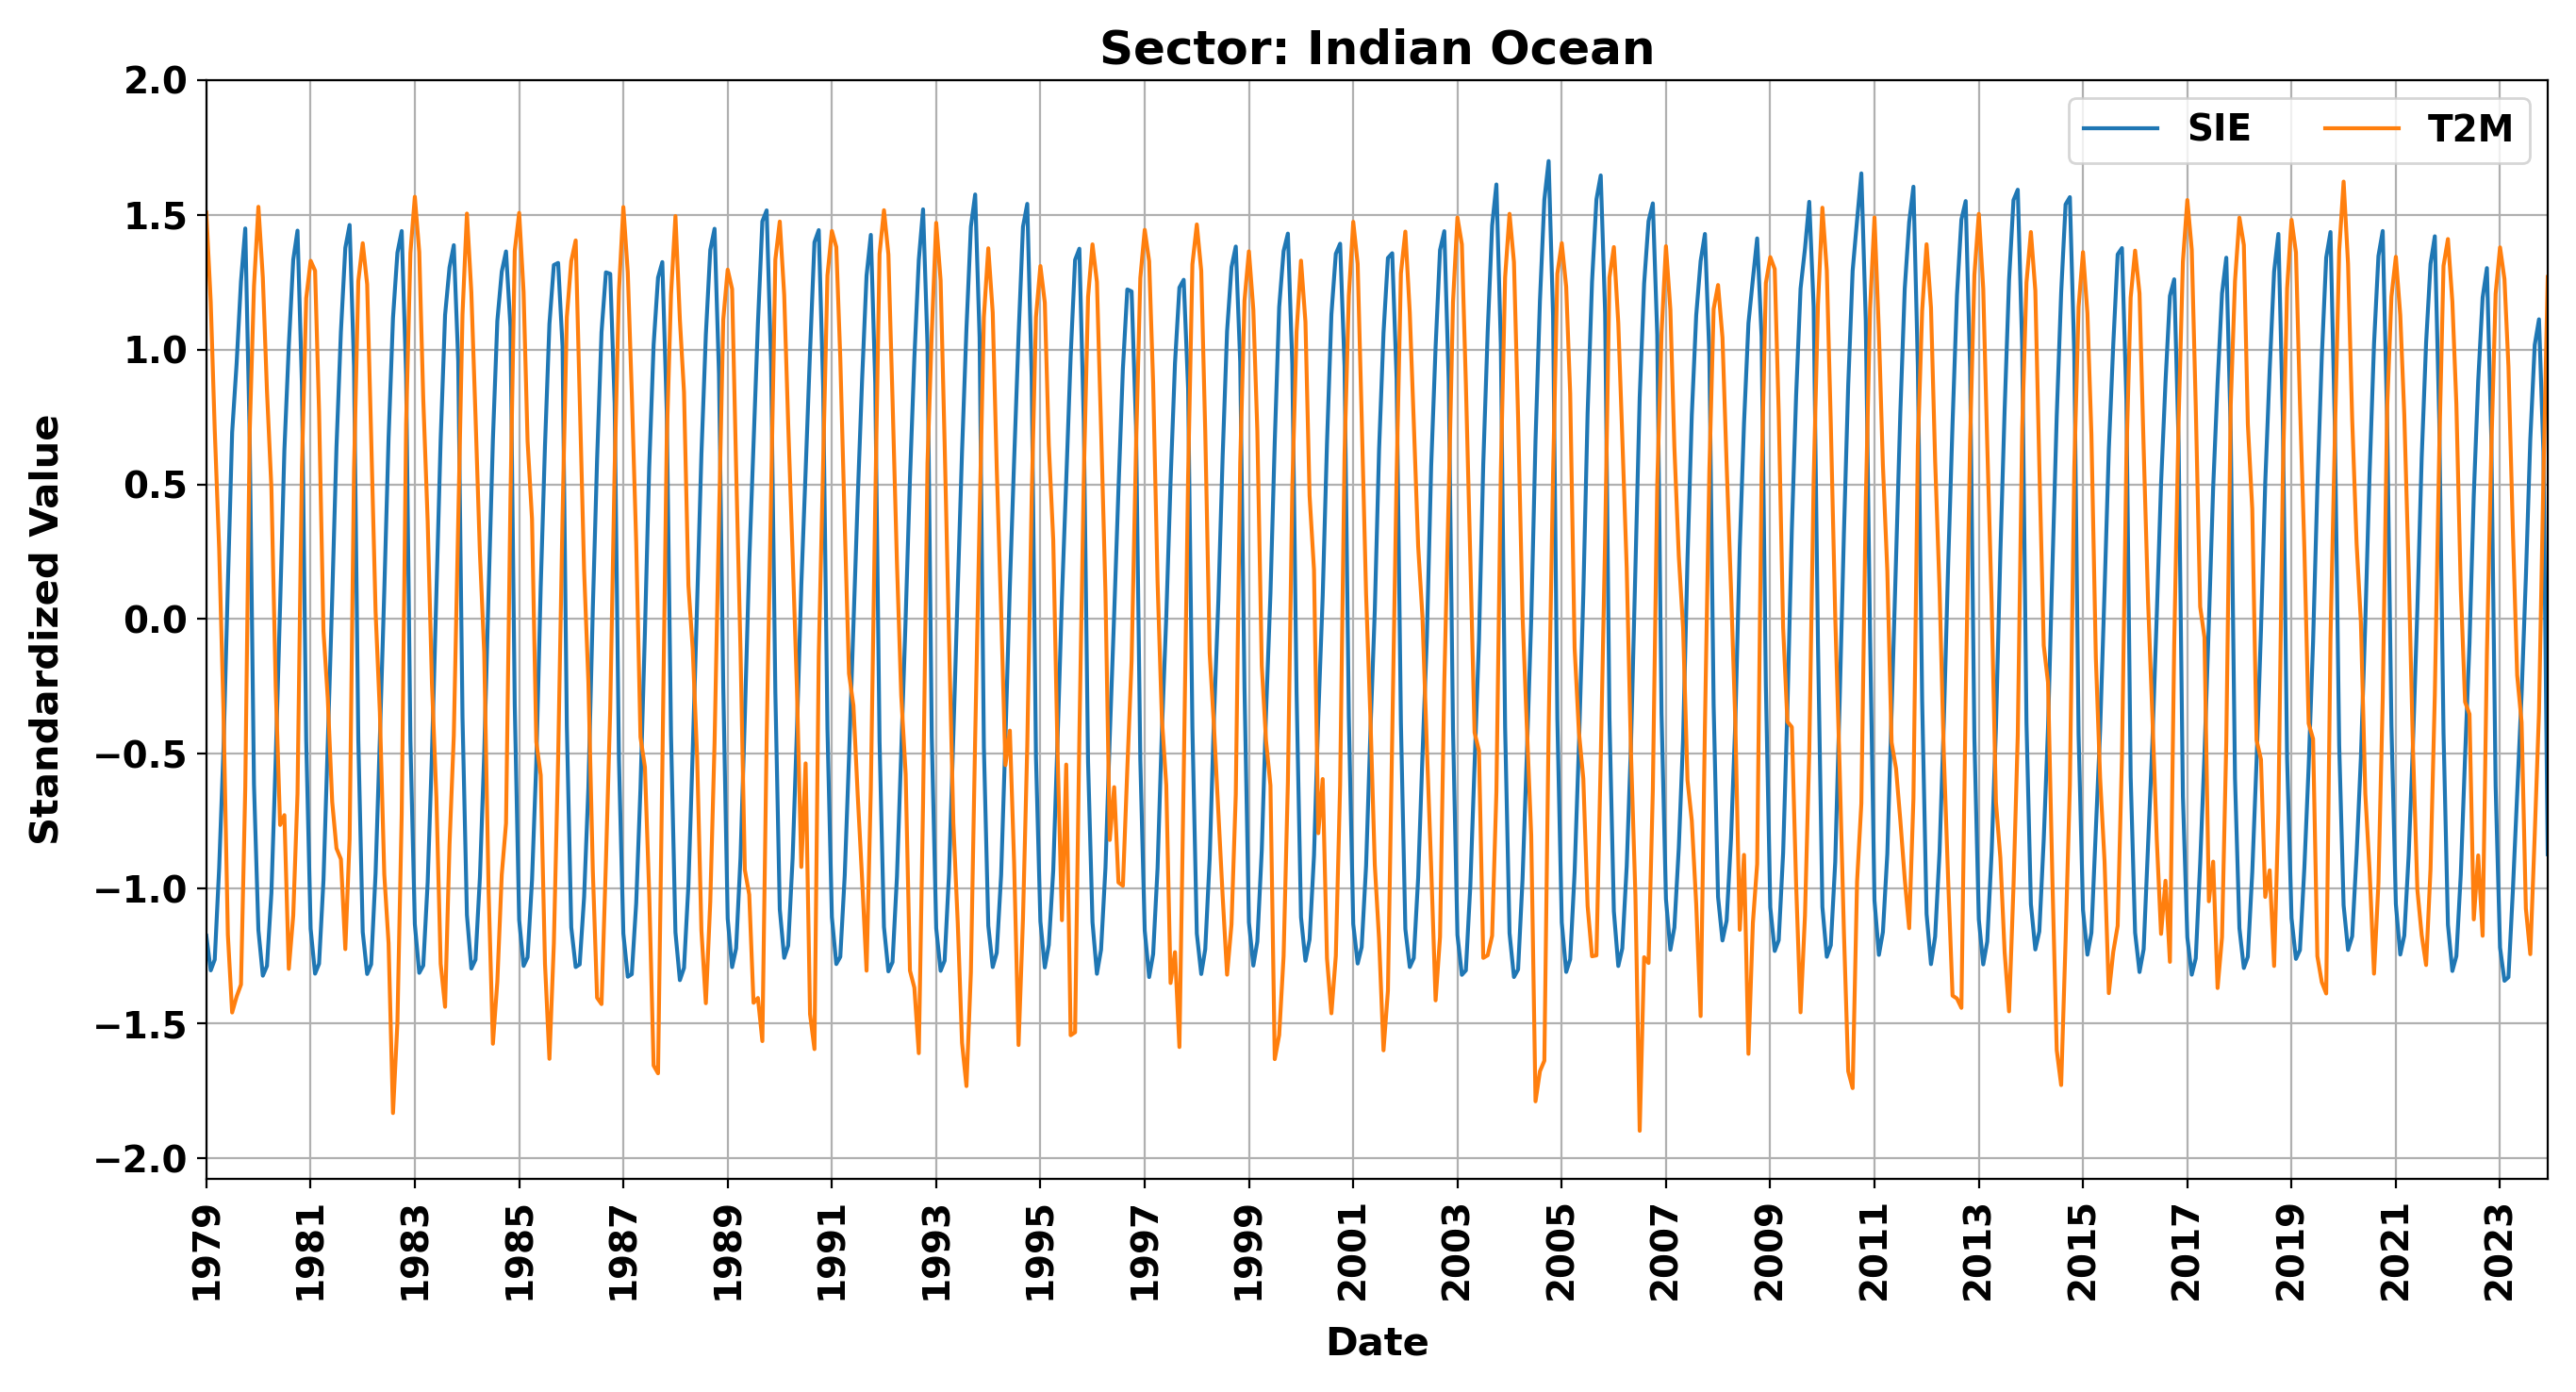 Sector: Indian Ocean
SIE T2M
Standardized Value
2.0
1.5
1.0
0.5
0.0
−0.5
−1.0
−1.5
−2.0
1979 1981 1983 1985 1987 1989 1991 1993 1995 1997 1999 2001 2003 2005 2007 2009 2011 2013 2015 2017 2019 2021 2023
Date